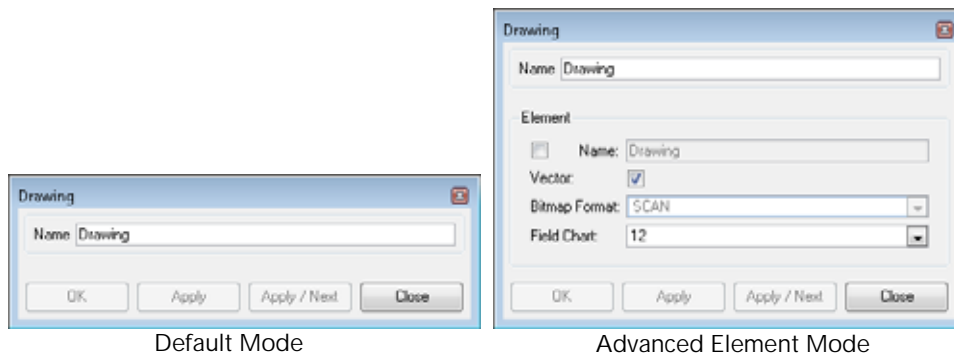 Drawing
Name Drawing
OK Apply Apply / Next Close
Default Mode
Drawing
Name Drawing
Element
Name: Drawing
Vector:
Bitmap Format: SCAN
Field Chart: 12
OK Apply Apply / Next Close
Advanced Element Mode